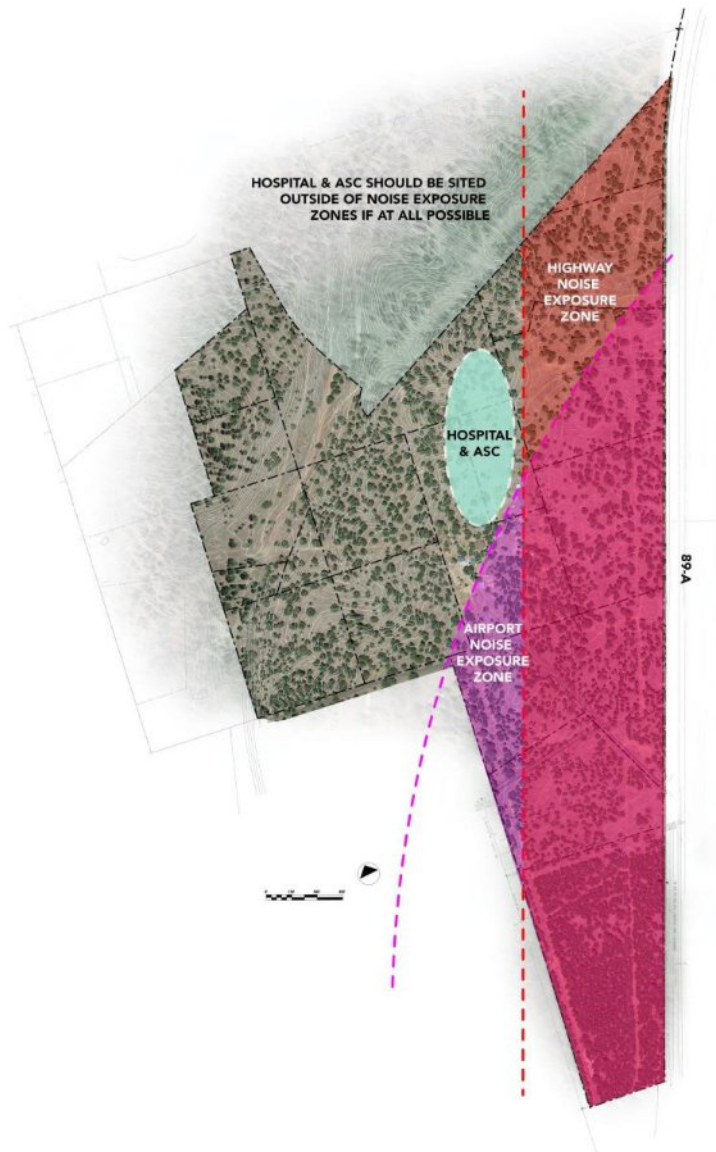 HOSPITAL & ASC SHOULD BE SITED
OUTSIDE OF NOISE EXPOSURE
ZONES IF AT ALL POSSIBLE
HIGHWAY
NOISE
EXPOSURE
ZONE
HOSPITAL
& ASC
89-A
AIRPORT
NOISE
EXPOSURE
ZONE